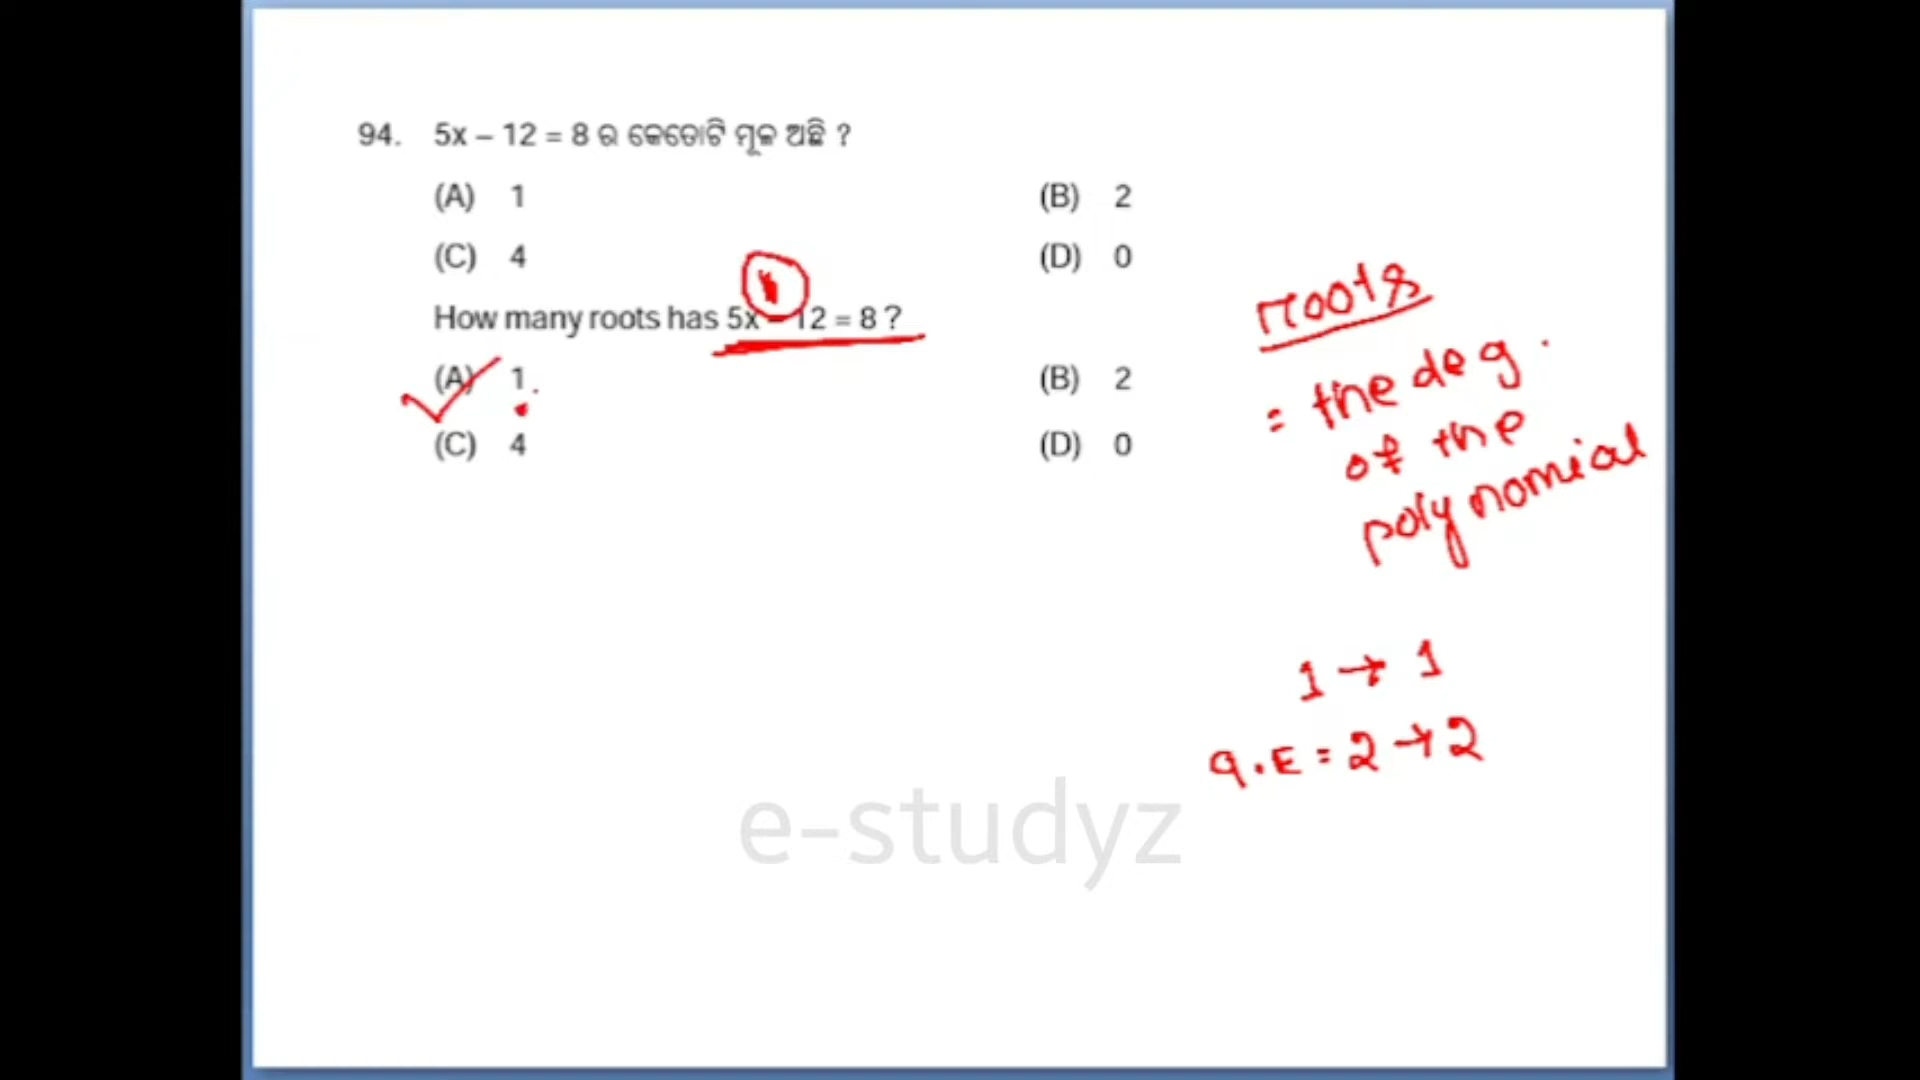 94. 5x – 12 = 8 ର କେତୋଟି ମୂଳ ଅଛି ?
(A) 1 (B) 2
(C) 4 (D) 0
How many roots has 5x – 12 = 8 ?
1
(A) 1 (B) 2
(C) 4 (D) 0
roots
= the deg.
of the
polynomial
1 → 1
q.E = 2 → 2
e-studyz